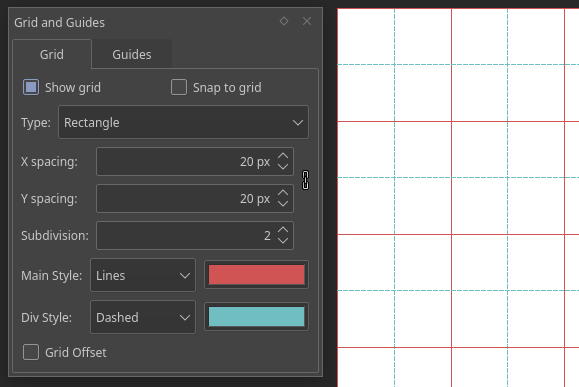 Grid and Guides
Grid Guides
Show grid Snap to grid
Type: Rectangle
X spacing: 20 px
Y spacing: 20 px
Subdivision: 2
Main Style: Lines
Div Style: Dashed
Grid Offset